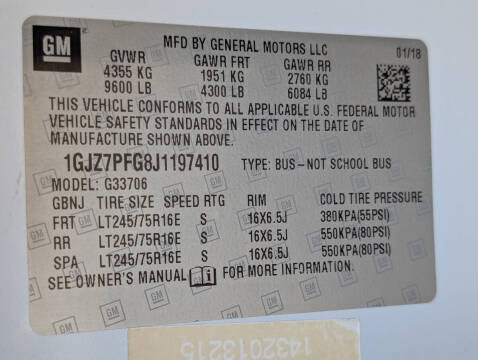 GM
MFD BY GENERAL MOTORS LLC
01/18
GVWR GAWR FRT GAWR RR
4355 KG 1951 KG 2760 KG
9600 LB 4300 LB 6084 LB
THIS VEHICLE CONFORMS TO ALL APPLICABLE U.S. FEDERAL MOTOR
VEHICLE SAFETY STANDARDS IN EFFECT ON THE DATE OF
MANUFACTURE SHOWN ABOVE.
1GJZ7PFG8J1197410 TYPE: BUS-NOT SCHOOL BUS
MODEL: G33706
GBNJ TIRE SIZE SPEED RTG RIM COLD TIRE PRESSURE
FRT LT245/75R16E S 16X6.5J 380KPA(55PSI)
RR LT245/75R16E S 16X6.5J 550KPA(80PSI)
SPA LT245/75R16E S 16X6.5J 550KPA(80PSI)
SEE OWNER'S MANUAL FOR MORE INFORMATION.
1432013215